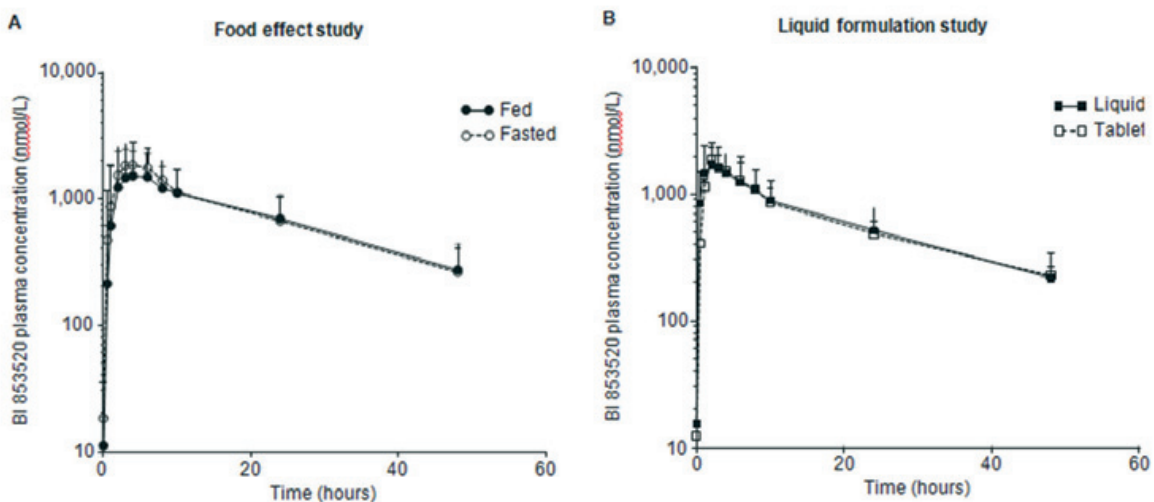 A
Food effect study
BI 853520 plasma concentration (nmol/L)
10,000
1,000
100
10
0
20
40
60
Time (hours)
Fed
Fasted
B
Liquid formulation study
BI 853520 plasma concentration (nmol/L)
10,000
1,000
100
10
0
20
40
60
Time (hours)
Liquid
Tablet